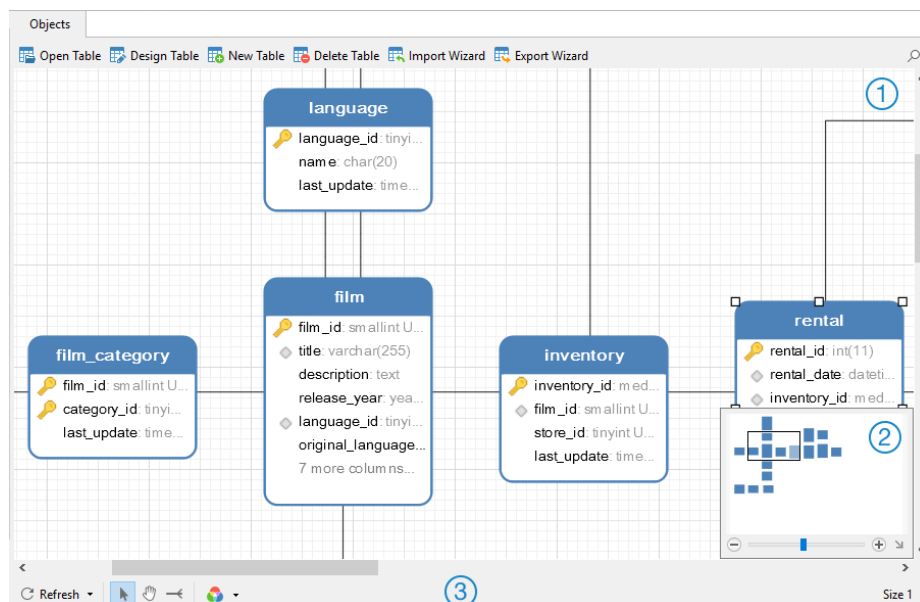 Objects
Open Table Design Table New Table Delete Table Import Wizard Export Wizard
1
language
language_id: tinyi...
name: char(20)
last_update: time...
film
film_id: smallint U...
title: varchar(255)
description: text
release_year: yea...
language_id: tinyi...
original_language...
7 more columns...
film_category
film_id: smallint U...
category_id: tinyi...
last_update: time...
inventory
inventory_id: med...
film_id: smallint U...
store_id: tinyint U...
last_update: time...
rental
rental_id: int(11)
rental_date: dateti...
inventory_id: med...
2
Refresh
3
Size 1